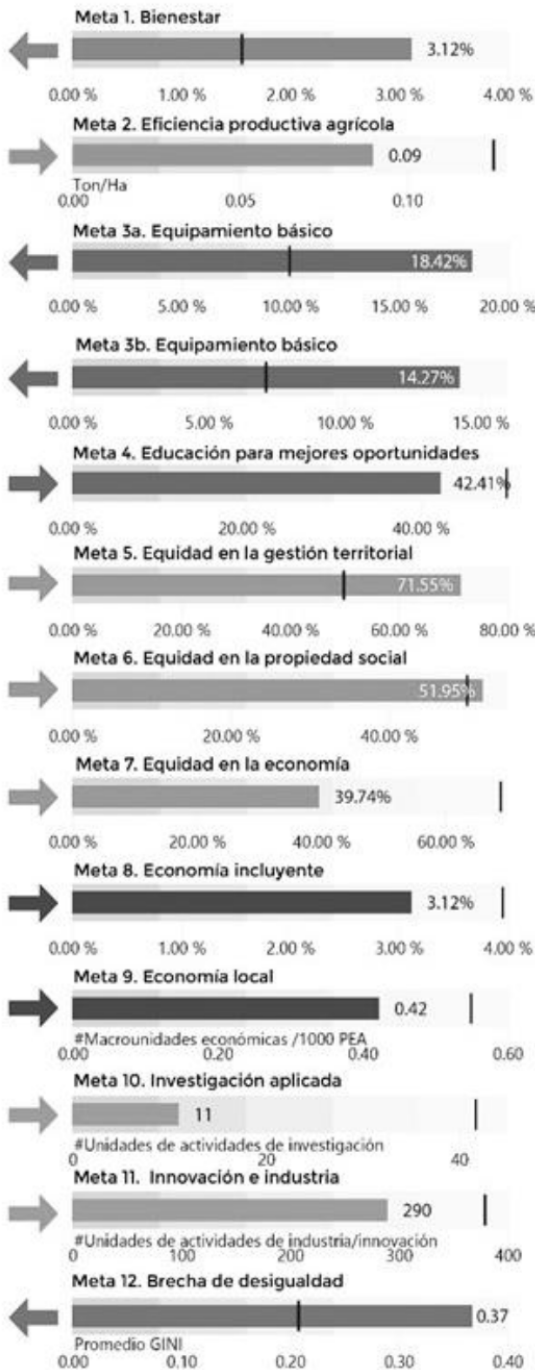 Meta 1. Bienestar
3.12%
0.00 % 1.00 % 2.00 % 3.00 % 4.00 %
Meta 2. Eficiencia productiva agrícola
0.09
Ton/Ha
0.00 0.05 0.10
Meta 3a. Equipamiento básico
18.42%
0.00 % 5.00 % 10.00 % 15.00 % 20.00 %
Meta 3b. Equipamiento básico
14.27%
0.00 % 5.00 % 10.00 % 15.00 %
Meta 4. Educación para mejores oportunidades
42.41%
0.00 % 20.00 % 40.00 %
Meta 5. Equidad en la gestión territorial
71.55%
0.00 % 20.00 % 40.00 % 60.00 % 80.00 %
Meta 6. Equidad en la propiedad social
51.95%
0.00 % 20.00 % 40.00 %
Meta 7. Equidad en la economía
39.74%
0.00 % 20.00 % 40.00 % 60.00 %
Meta 8. Economía incluyente
3.12%
0.00 % 1.00 % 2.00 % 3.00 % 4.00 %
Meta 9. Economía local
0.42
#Macrounidades económicas /1000 PEA
0.00 0.20 0.40 0.60
Meta 10. Investigación aplicada
11
#Unidades de actividades de investigación
0 20 40
Meta 11. Innovación e industria
290
#Unidades de actividades de industria/innovación
0 100 200 300 400
Meta 12. Brecha de desigualdad
0.37
Promedio GINI
0.00 0.10 0.20 0.30 0.40